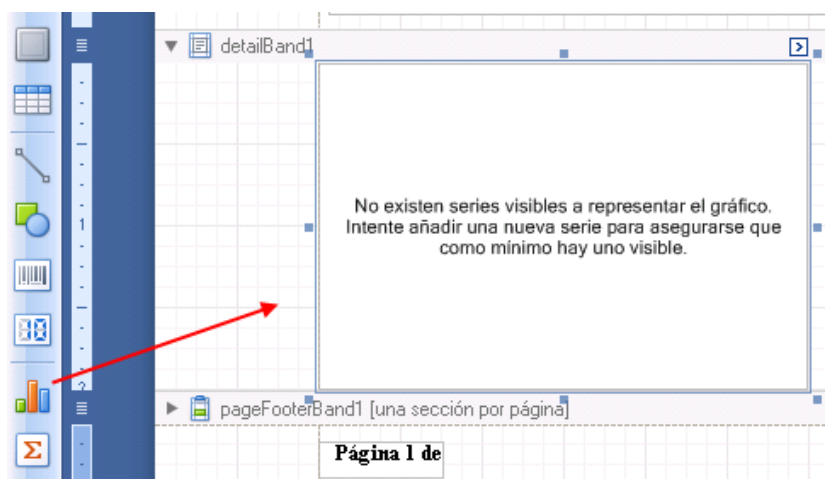 detailBand1
No existen series visibles a representar el gráfico.
Intente añadir una nueva serie para asegurarse que
como mínimo hay uno visible.
1
pageFooterBand1 [una sección por página]
Página 1 de